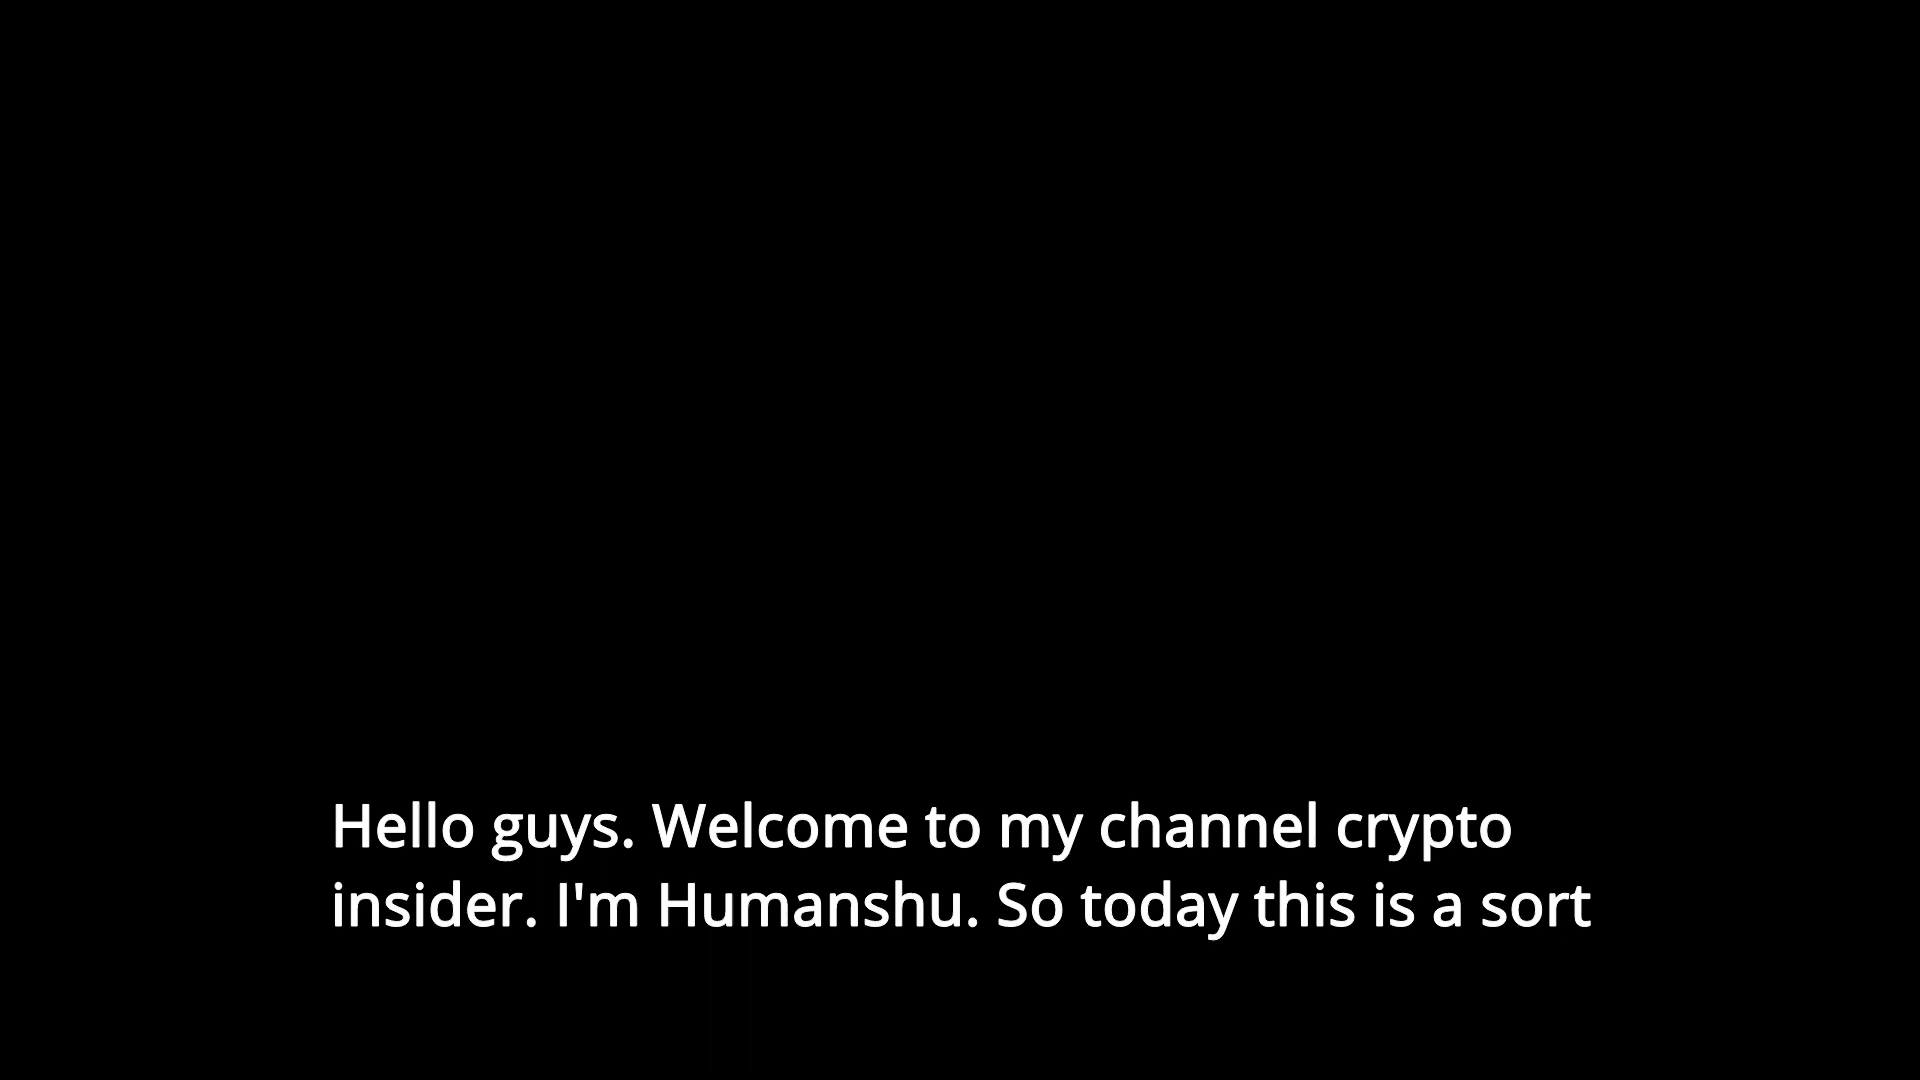 Hello guys. Welcome to my channel crypto
insider. I'm Humanshu. So today this is a sort